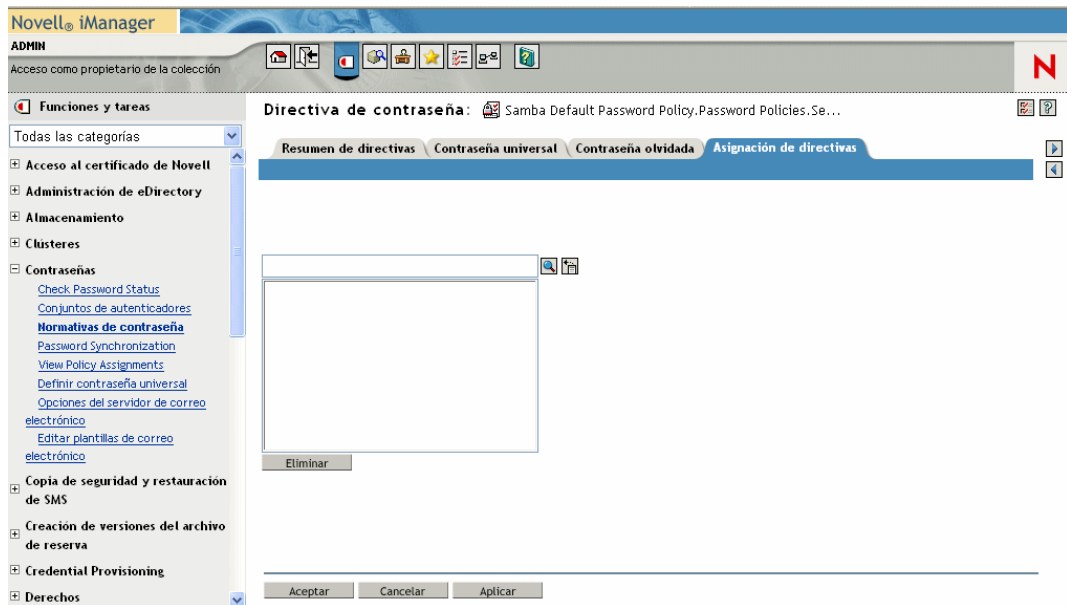 Novell® iManager
ADMIN
Acceso como propietario de la colección
N
Funciones y tareas
Todas las categorías
Acceso al certificado de Novell
Administración de eDirectory
Almacenamiento
Clústeres
Contraseñas
Check Password Status
Conjuntos de autenticadores
Normativas de contraseña
Password Synchronization
View Policy Assignments
Definir contraseña universal
Opciones del servidor de correo
electrónico
Editar plantillas de correo
electrónico
Copia de seguridad y restauración
de SMS
Creación de versiones del archivo
de reserva
Credential Provisioning
Derechos
Directiva de contraseña: Samba Default Password Policy.Password Policies.Se...
Resumen de directivas Contraseña universal Contraseña olvidada Asignación de directivas
Eliminar
Aceptar Cancelar Aplicar